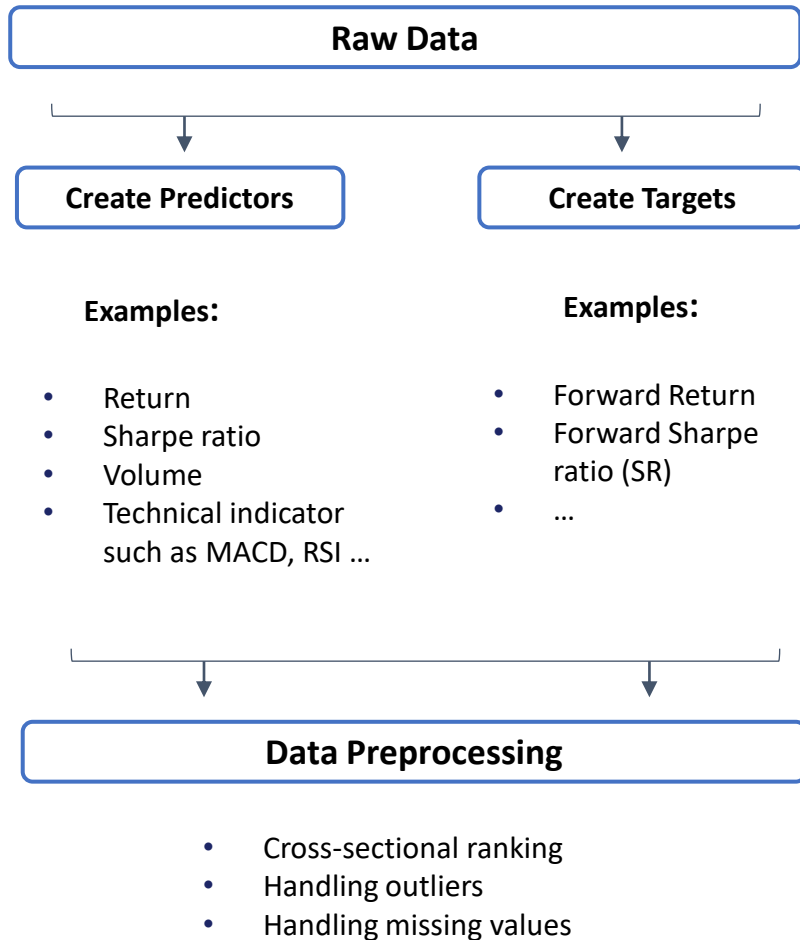 Raw Data
Create Predictors
Create Targets
Examples:
• Return
• Sharpe ratio
• Volume
• Technical indicator
such as MACD, RSI ...
Examples:
• Forward Return
• Forward Sharpe
ratio (SR)
• ...
Data Preprocessing
• Cross-sectional ranking
• Handling outliers
• Handling missing values